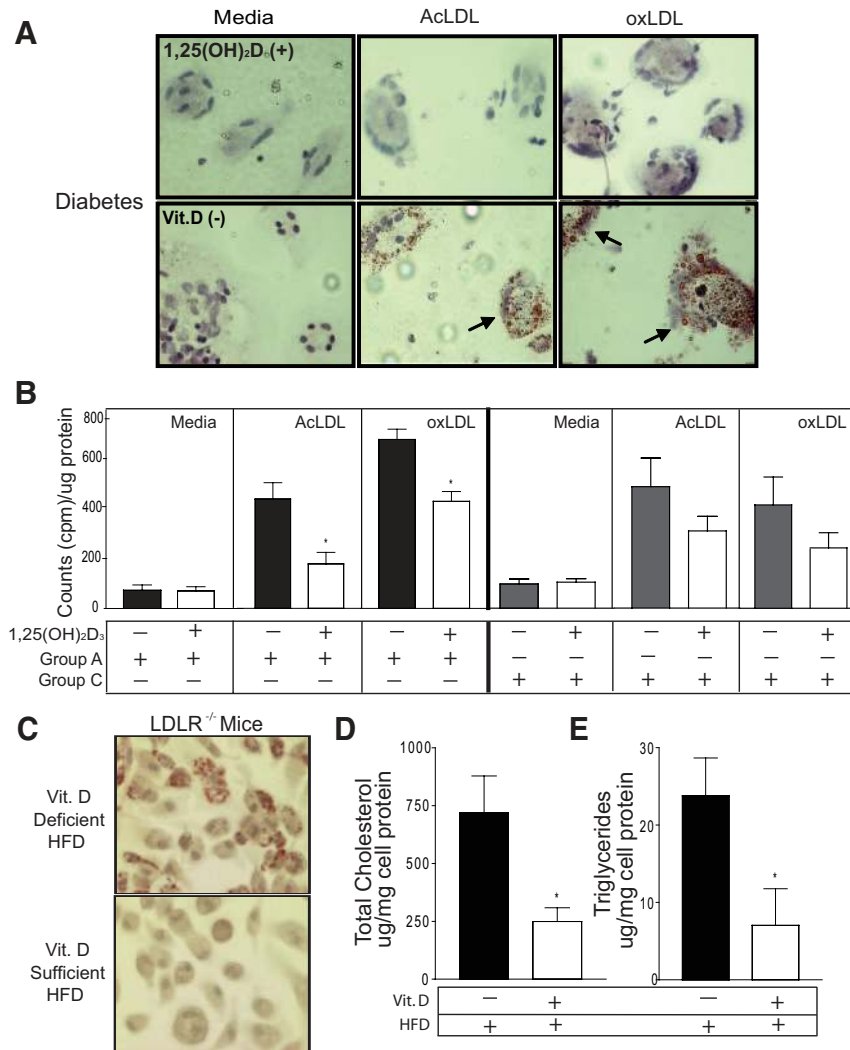 A
Media AcLDL oxLDL
1,25(OH)₂D₃(+)
Diabetes
Vit.D (-)
B
Counts (cpm)/ug protein
800
600
400
200
0
Media AcLDL oxLDL Media AcLDL oxLDL
* *
1,25(OH)₂D₃ — + — + — + — + — + — +
Group A + + + + + + — — — — — —
Group C — — — — — — + + + + + +
C
LDLR -/- Mice
Vit. D
Deficient
HFD
Vit. D
Sufficient
HFD
D
Total Cholesterol
ug/mg cell protein
1000
750
500
250
0
*
E
Triglycerides
ug/mg cell protein
30
20
10
0
*
Vit. D — + — +
HFD + + + +